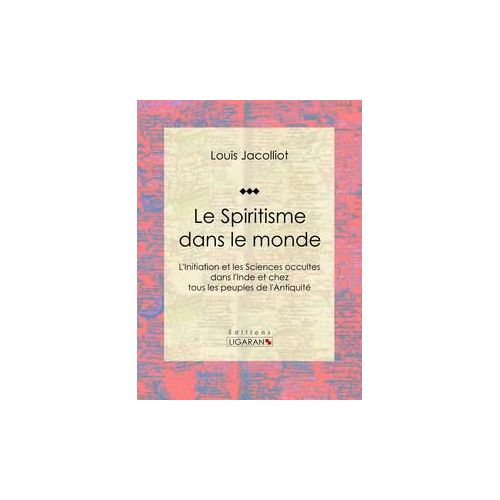 Louis Jacolliot
Le Spiritisme
dans le monde
L'Initiation et les Sciences occultes
dans l'Inde et chez
tous les peuples de l'Antiquité
Éditions
LIGARAN